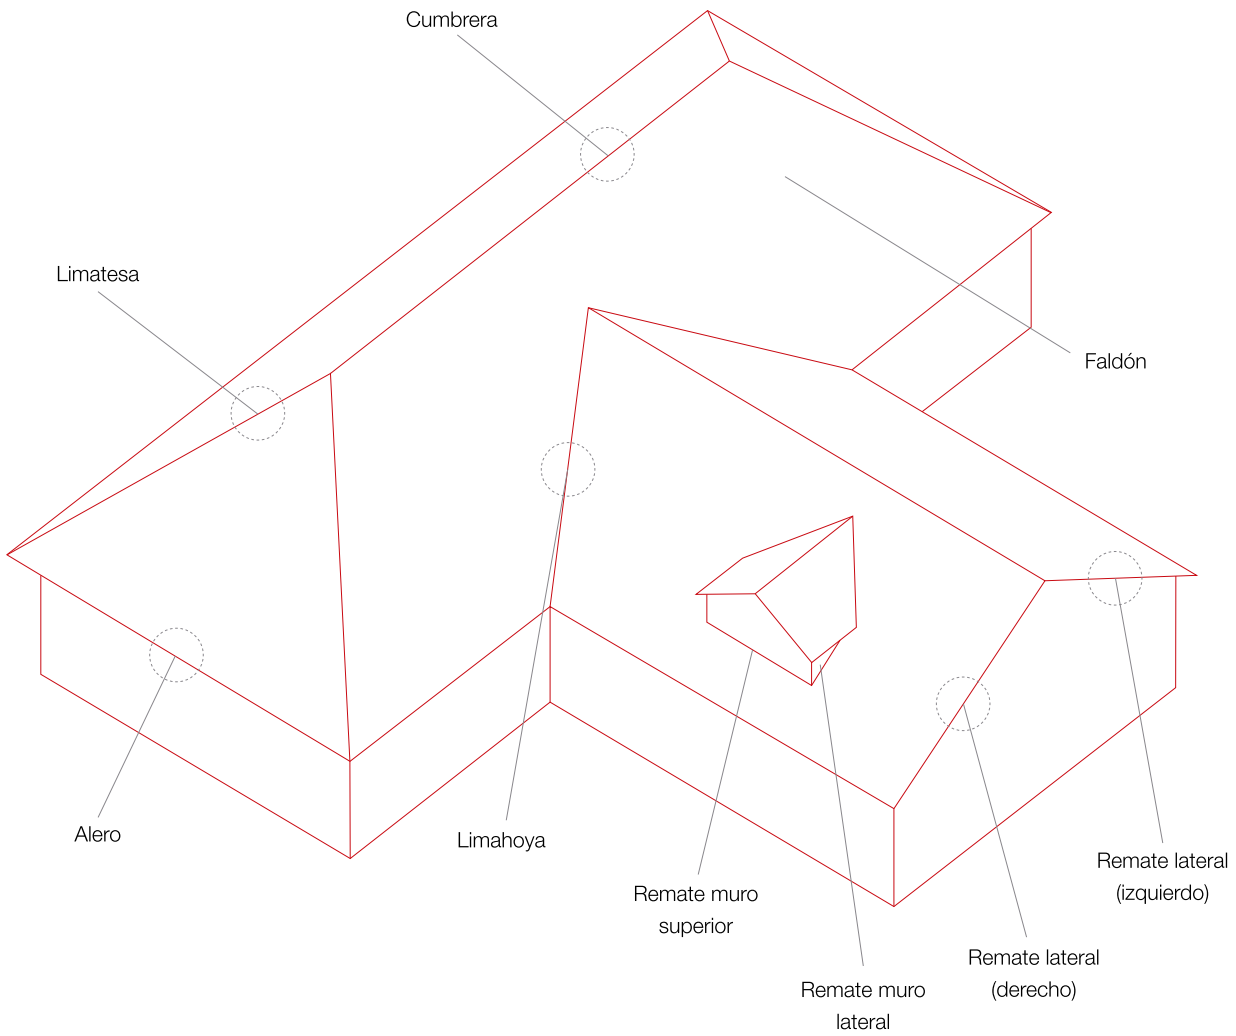 Cumbrera
Limatesa
Faldón
Alero
Limahoya
Remate muro
superior
Remate muro
lateral
Remate lateral
(derecho)
Remate lateral
(izquierdo)